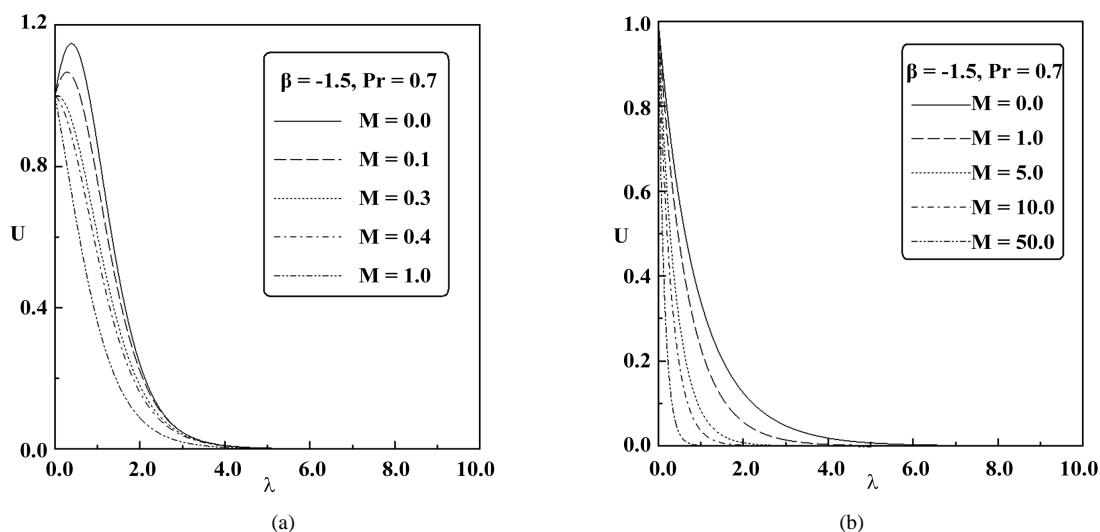 1.2
0.8
U
0.4
0.0
0.0 2.0 4.0 6.0 8.0 10.0
λ
β = -1.5, Pr = 0.7
M = 0.0
M = 0.1
M = 0.3
M = 0.4
M = 1.0
(a)
1.0
0.8
0.6
U
0.4
0.2
0.0
0.0 2.0 4.0 6.0 8.0 10.0
λ
β = -1.5, Pr = 0.7
M = 0.0
M = 1.0
M = 5.0
M = 10.0
M = 50.0
(b)